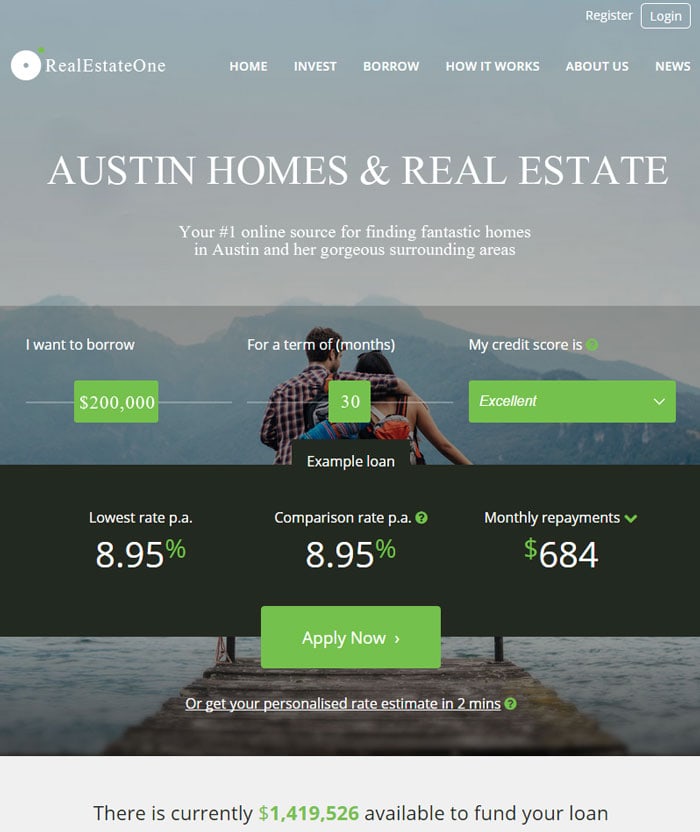 Register Login
RealEstateOne HOME INVEST BORROW HOW IT WORKS ABOUT US NEWS
AUSTIN HOMES & REAL ESTATE
Your #1 online source for finding fantastic homes
in Austin and her gorgeous surrounding areas
I want to borrow For a term of (months) My credit score is ?
$200,000 30 Excellent
Example loan
Lowest rate p.a. Comparison rate p.a. ? Monthly repayments
8.95% 8.95% $684
Apply Now ›
Or get your personalised rate estimate in 2 mins ?
There is currently $1,419,526 available to fund your loan